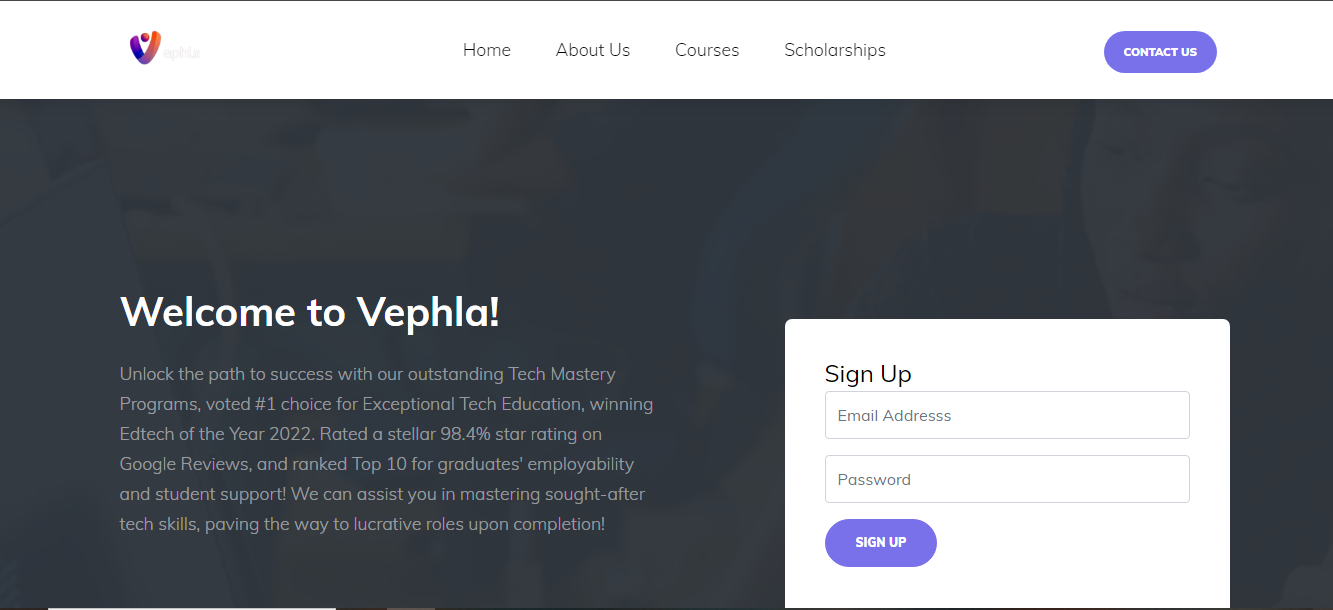 ephla
Home About Us Courses Scholarships CONTACT US
Welcome to Vephla!
Unlock the path to success with our outstanding Tech Mastery
Programs, voted #1 choice for Exceptional Tech Education, winning
Edtech of the Year 2022. Rated a stellar 98.4% star rating on
Google Reviews, and ranked Top 10 for graduates' employability
and student support! We can assist you in mastering sought-after
tech skills, paving the way to lucrative roles upon completion!
Sign Up
Email Addresss
Password
SIGN UP